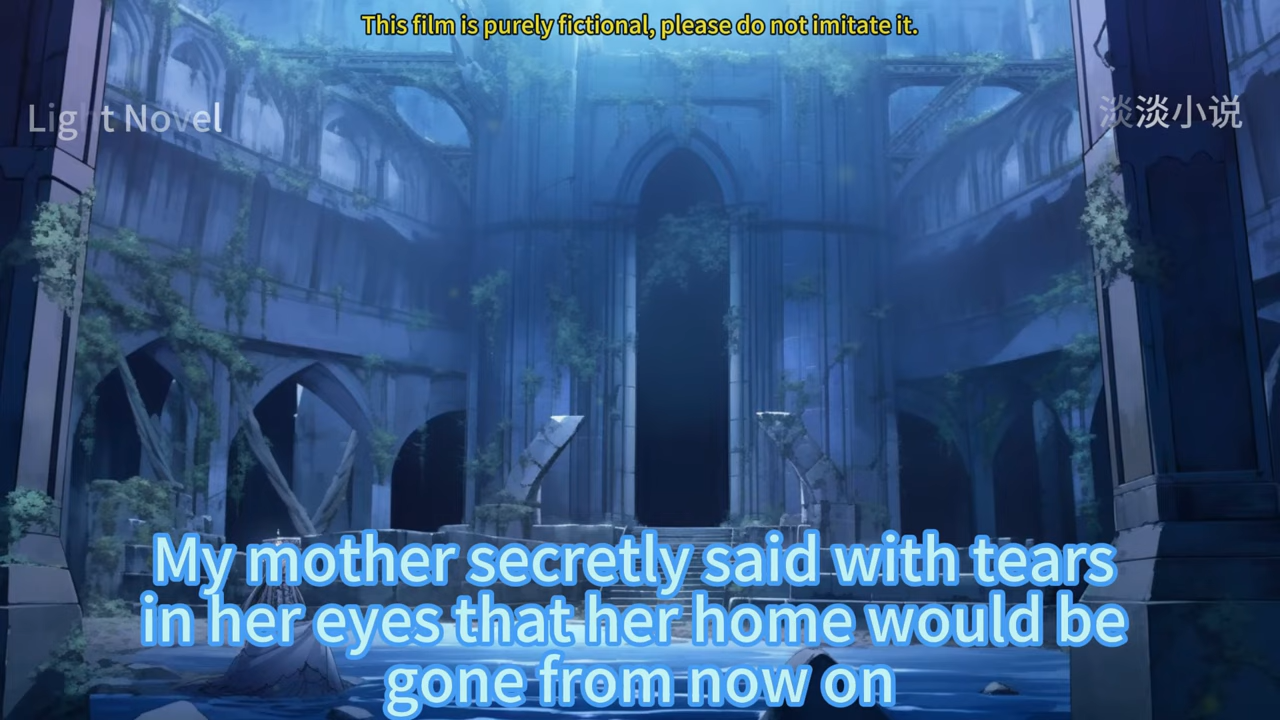 This film is purely fictional, please do not imitate it.
Light Novel
淡淡小说
My mother secretly said with tears
in her eyes that her home would be
gone from now on